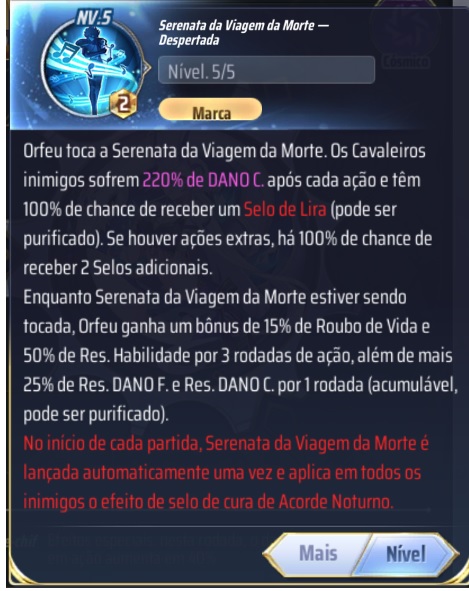 NV.5
Serenata da Viagem da Morte —
Despertada
Nível. 5/5
2
Marca
Cósmico
Orfeu toca a Serenata da Viagem da Morte. Os Cavaleiros
inimigos sofrem 220% de DANO C. após cada ação e têm
100% de chance de receber um Selo de Lira (pode ser
purificado). Se houver ações extras, há 100% de chance de
receber 2 Selos adicionais.
Enquanto Serenata da Viagem da Morte estiver sendo
tocada, Orfeu ganha um bônus de 15% de Roubo de Vida e
50% de Res. Habilidade por 3 rodadas de ação, além de mais
25% de Res. DANO F. e Res. DANO C. por 1 rodada (acumulável,
pode ser purificado).
No início de cada partida, Serenata da Viagem da Morte é
lançada automaticamente uma vez e aplica em todos os
inimigos o efeito de selo de cura de Acorde Noturno.
Mais
Nível